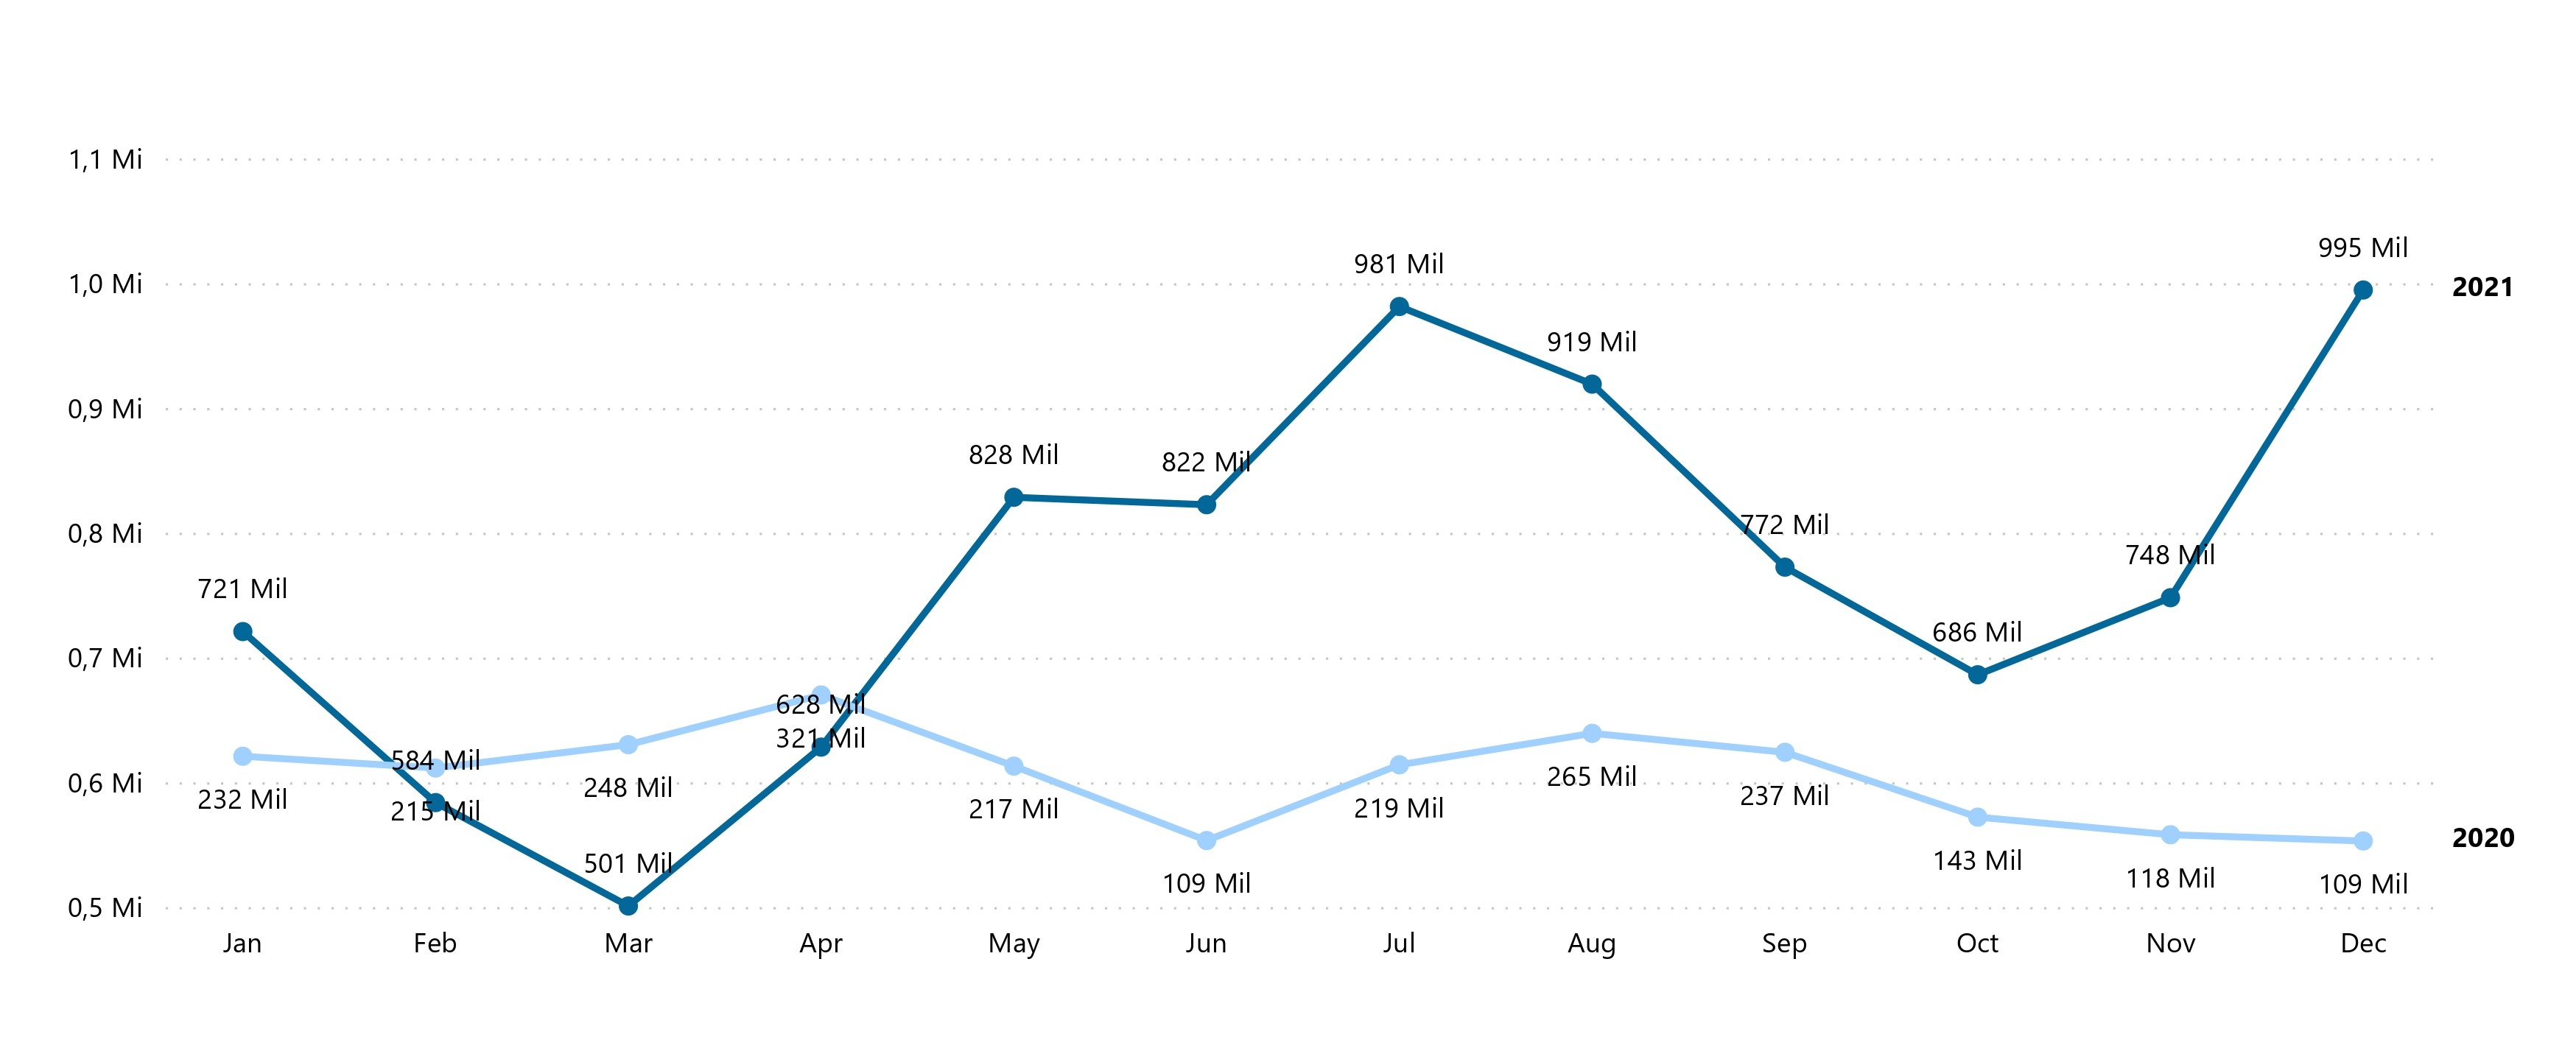 1,1 Mi
995 Mil
981 Mil
1,0 Mi
2021
919 Mil
0,9 Mi
828 Mil
822 Mil
772 Mil
0,8 Mi
748 Mil
721 Mil
686 Mil
0,7 Mi
628 Mil
321 Mil
584 Mil
0,6 Mi
265 Mil
248 Mil
237 Mil
232 Mil
219 Mil
217 Mil
215 Mil
2020
143 Mil
501 Mil
118 Mil
109 Mil
109 Mil
0,5 Mi
Jan Feb Mar Apr May Jun Jul Aug Sep Oct Nov Dec